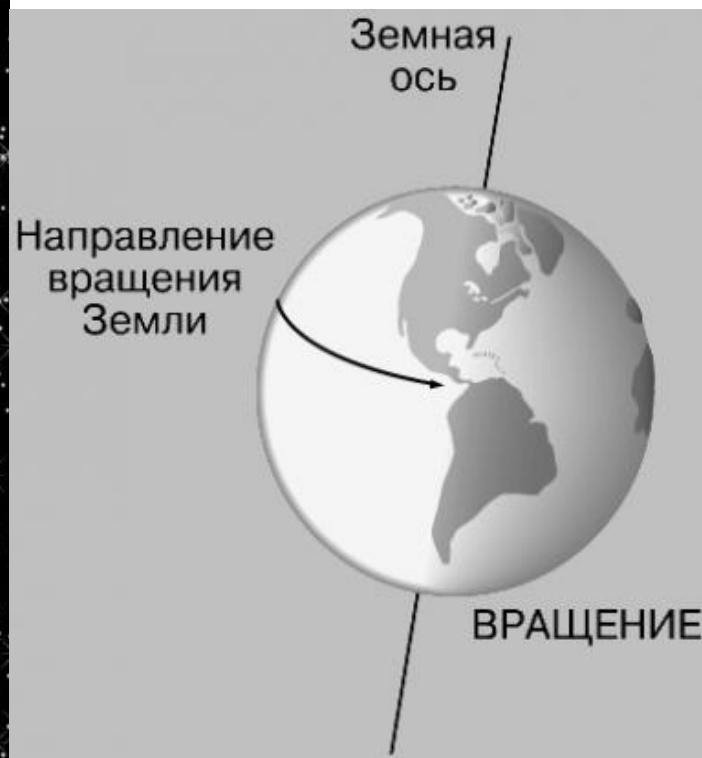 Земная
ось
Направление
вращения
Земли
ВРАЩЕНИЕ